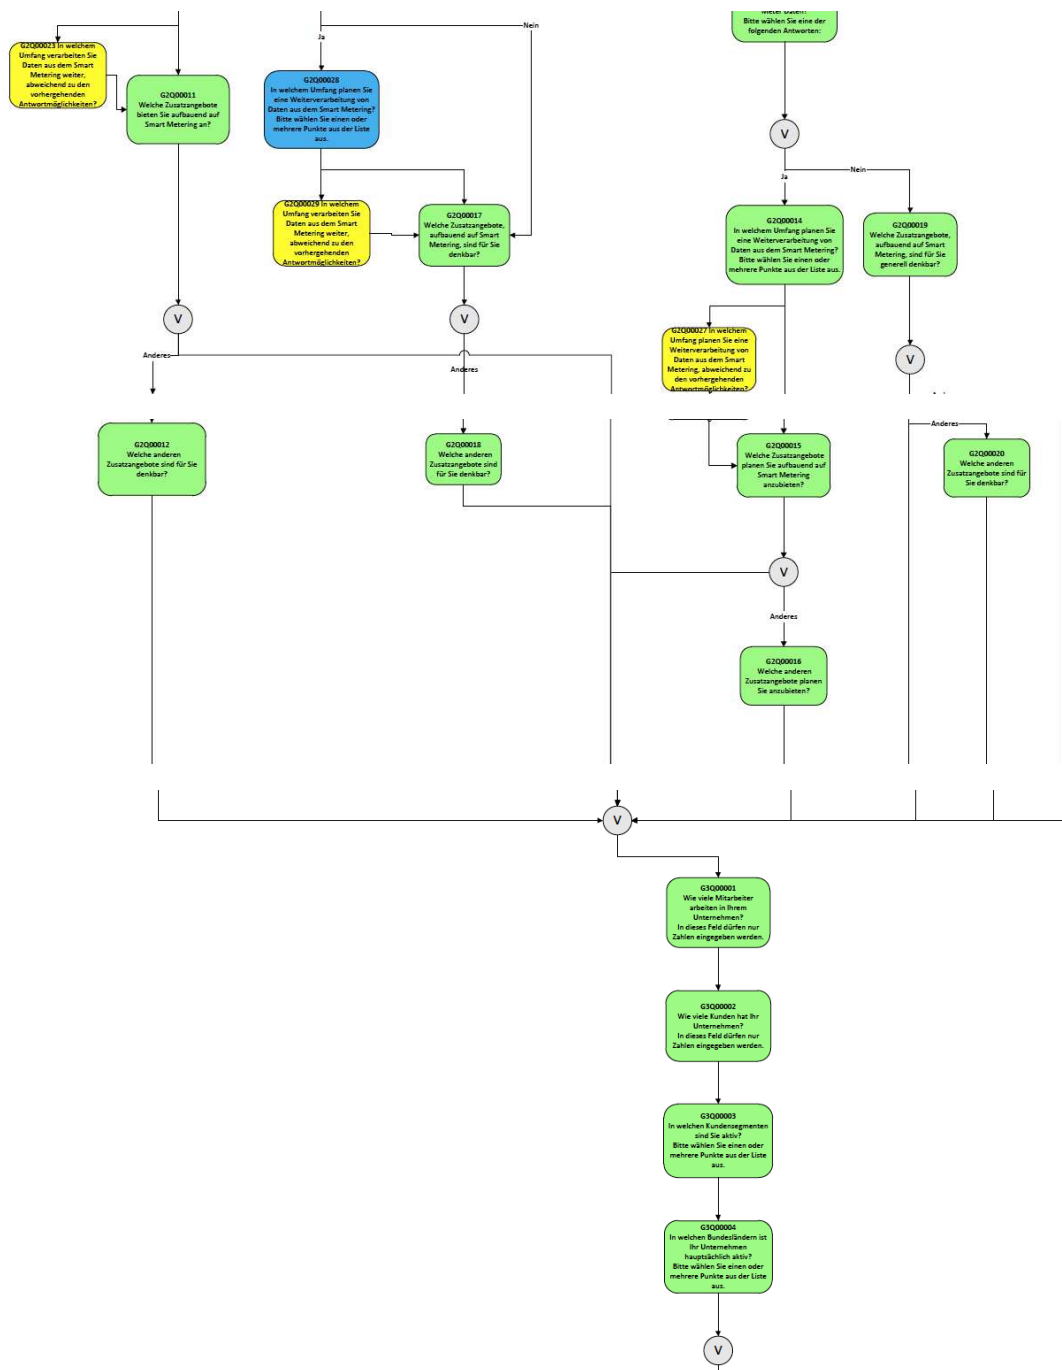 Nein
Ja
Meter Daten?
Bitte wählen Sie eine der
folgenden Antworten:
G2Q00023 In welchem
Umfang verarbeiten Sie
Daten aus dem Smart
Metering weiter,
abweichend zu den
vorhergehenden
Antwortmöglichkeiten?
G2Q00011
Welche Zusatzangebote
bieten Sie aufbauend auf
Smart Metering an?
G2Q00028
In welchem Umfang planen Sie
eine Weiterverarbeitung von
Daten aus dem Smart Metering?
Bitte wählen Sie einen oder
mehrere Punkte aus der Liste
aus.
V
Ja
Nein
G2Q00029 In welchem
Umfang verarbeiten Sie
Daten aus dem Smart
Metering weiter,
abweichend zu den
vorhergehenden
Antwortmöglichkeiten?
G2Q00017
Welche Zusatzangebote,
aufbauend auf Smart
Metering, sind für Sie
denkbar?
G2Q00014
In welchem Umfang planen Sie
eine Weiterverarbeitung von
Daten aus dem Smart Metering?
Bitte wählen Sie einen oder
mehrere Punkte aus der Liste aus.
G2Q00019
Welche Zusatzangebote,
aufbauend auf Smart
Metering, sind für Sie
generell denkbar?
V
V
G2Q00027 In welchem
Umfang planen Sie eine
Weiterverarbeitung von
Daten aus dem Smart
Metering, abweichend zu
den vorhergehenden
Antwortmöglichkeiten?
V
Anderes
Anderes
Anderes
G2Q00012
Welche anderen
Zusatzangebote sind für Sie
denkbar?
G2Q00018
Welche anderen
Zusatzangebote sind
für Sie denkbar?
G2Q00015
Welche Zusatzangebote
planen Sie aufbauend auf
Smart Metering
anzubieten?
G2Q00020
Welche anderen
Zusatzangebote sind für
Sie denkbar?
V
Anderes
G2Q00016
Welche anderen
Zusatzangebote planen
Sie anzubieten?
V
G3Q00001
Wie viele Mitarbeiter
arbeiten in Ihrem
Unternehmen?
In dieses Feld dürfen nur
Zahlen eingegeben werden.
G3Q00002
Wie viele Kunden hat Ihr
Unternehmen?
In dieses Feld dürfen nur
Zahlen eingegeben werden.
G3Q00003
In welchen Kundensegmenten
sind Sie aktiv?
Bitte wählen Sie einen oder
mehrere Punkte aus der Liste
aus.
G3Q00004
In welchen Bundesländern ist
Ihr Unternehmen
hauptsächlich aktiv?
Bitte wählen Sie einen oder
mehrere Punkte aus der Liste
aus.
V